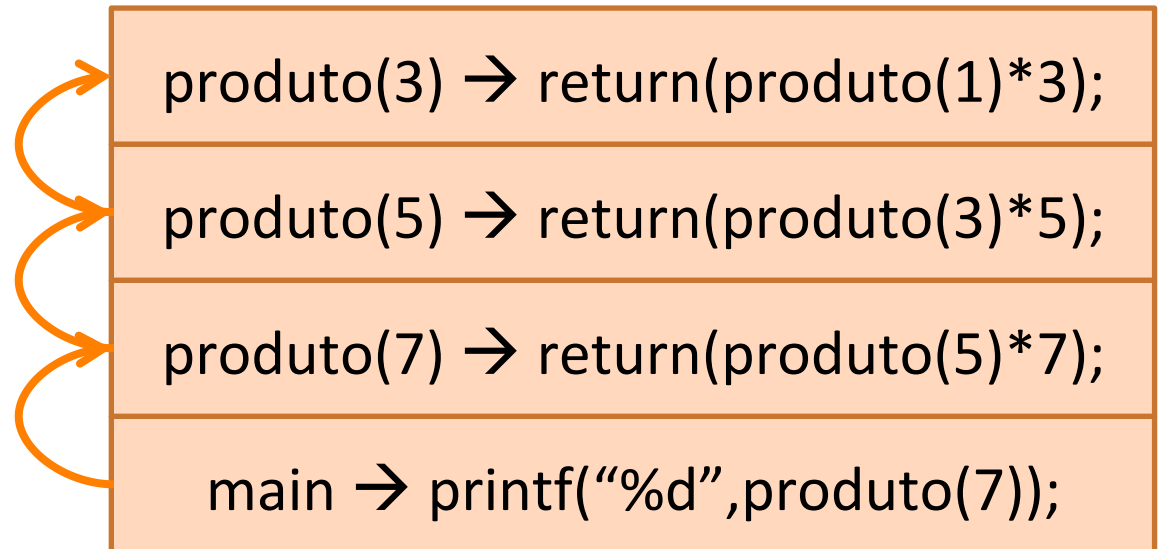 produto(3) → return(produto(1)*3);
produto(5) → return(produto(3)*5);
produto(7) → return(produto(5)*7);
main → printf(“%d”,produto(7));